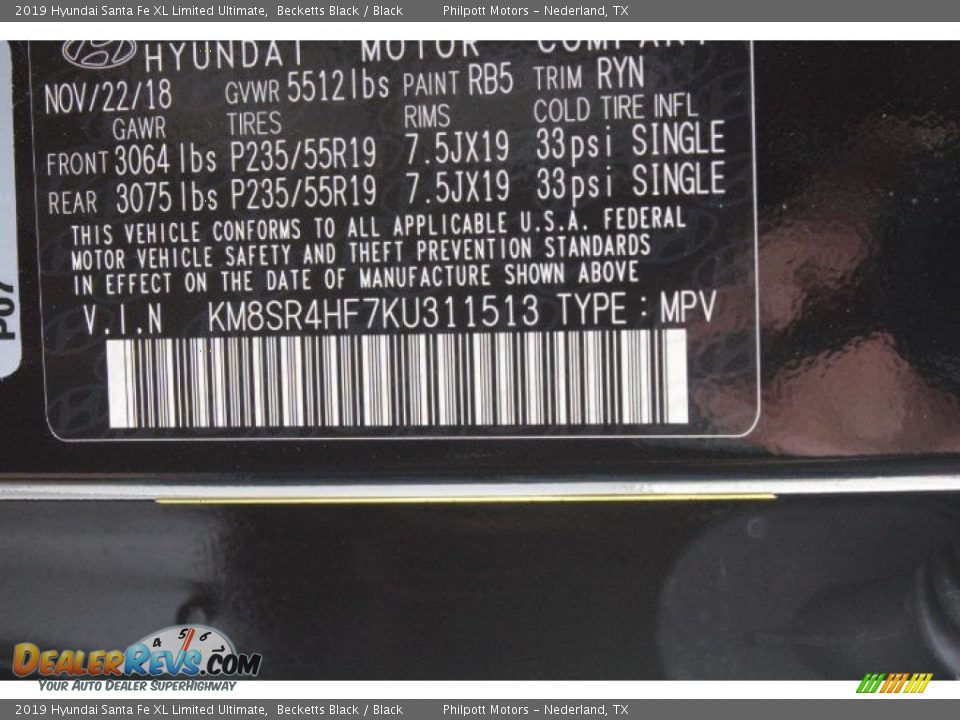 2019 Hyundai Santa Fe XL Limited Ultimate, Becketts Black / Black Philpott Motors - Nederland, TX
HYUNDAI MOTOR COMPANY
NOV/22/18 GVWR 5512lbs PAINT RB5 TRIM RYN
GAWR TIRES RIMS COLD TIRE INFL
FRONT 3064 lbs P235/55R19 7.5JX19 33psi SINGLE
REAR 3075 lbs P235/55R19 7.5JX19 33psi SINGLE
THIS VEHICLE CONFORMS TO ALL APPLICABLE U.S.A. FEDERAL
MOTOR VEHICLE SAFETY AND THEFT PREVENTION STANDARDS
IN EFFECT ON THE DATE OF MANUFACTURE SHOWN ABOVE
V.I.N KM8SR4HF7KU311513 TYPE : MPV
P07
4 5 6
DealerRevs.com
Your Auto Dealer SuperHighway
2019 Hyundai Santa Fe XL Limited Ultimate, Becketts Black / Black Philpott Motors - Nederland, TX